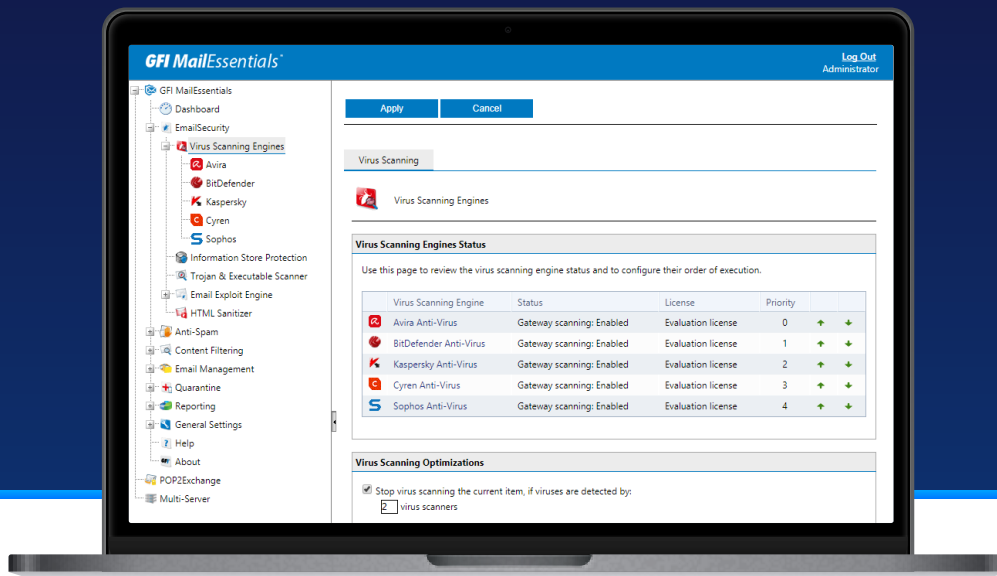 GFI MailEssentials
Log Out
Administrator
GFI MailEssentials
Dashboard
EmailSecurity
Virus Scanning Engines
Avira
BitDefender
Kaspersky
Cyren
Sophos
Information Store Protection
Trojan & Executable Scanner
Email Exploit Engine
HTML Sanitizer
Anti-Spam
Content Filtering
Email Management
Quarantine
Reporting
General Settings
Help
About
POP2Exchange
Multi-Server
Apply Cancel
Virus Scanning
Virus Scanning Engines
Virus Scanning Engines Status
Use this page to review the virus scanning engine status and to configure their order of execution.
Virus Scanning Engine Status License Priority
Avira Anti-Virus Gateway scanning: Enabled Evaluation license 0
BitDefender Anti-Virus Gateway scanning: Enabled Evaluation license 1
Kaspersky Anti-Virus Gateway scanning: Enabled Evaluation license 2
Cyren Anti-Virus Gateway scanning: Enabled Evaluation license 3
Sophos Anti-Virus Gateway scanning: Enabled Evaluation license 4
Virus Scanning Optimizations
Stop virus scanning the current item, if viruses are detected by:
2 virus scanners